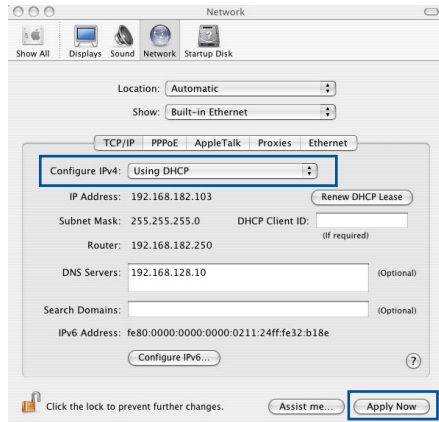 Network
Show All Displays Sound Network Startup Disk
Location: Automatic
Show: Built-in Ethernet
TCP/IP PPPoE AppleTalk Proxies Ethernet
Configure IPv4: Using DHCP
IP Address: 192.168.182.103 Renew DHCP Lease
Subnet Mask: 255.255.255.0 DHCP Client ID:
(If required)
Router: 192.168.182.250
DNS Servers: 192.168.128.10 (Optional)
Search Domains: (Optional)
IPv6 Address: fe80:0000:0000:0000:0211:24ff:fe32:b18e
Configure IPv6... ?
Click the lock to prevent further changes. Assist me... Apply Now